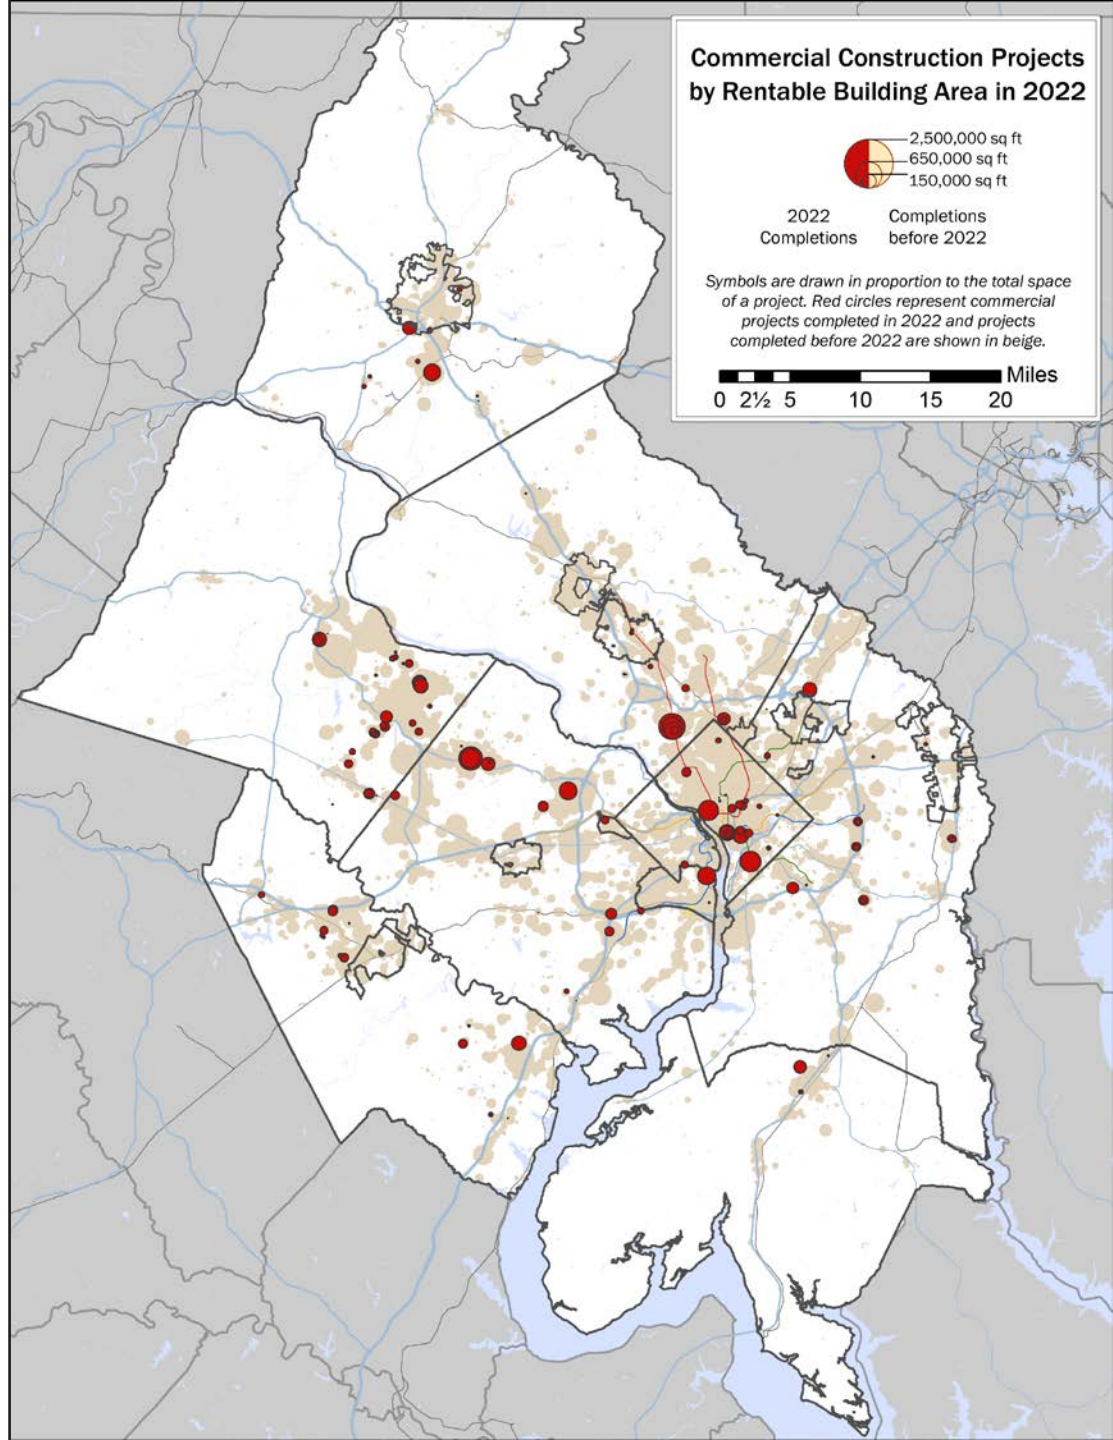 Commercial Construction Projects
by Rentable Building Area in 2022
2,500,000 sq ft
650,000 sq ft
150,000 sq ft
2022 Completions
Completions before 2022
Symbols are drawn in proportion to the total space
of a project. Red circles represent commercial
projects completed in 2022 and projects
completed before 2022 are shown in beige.
Miles
0 2½ 5 10 15 20